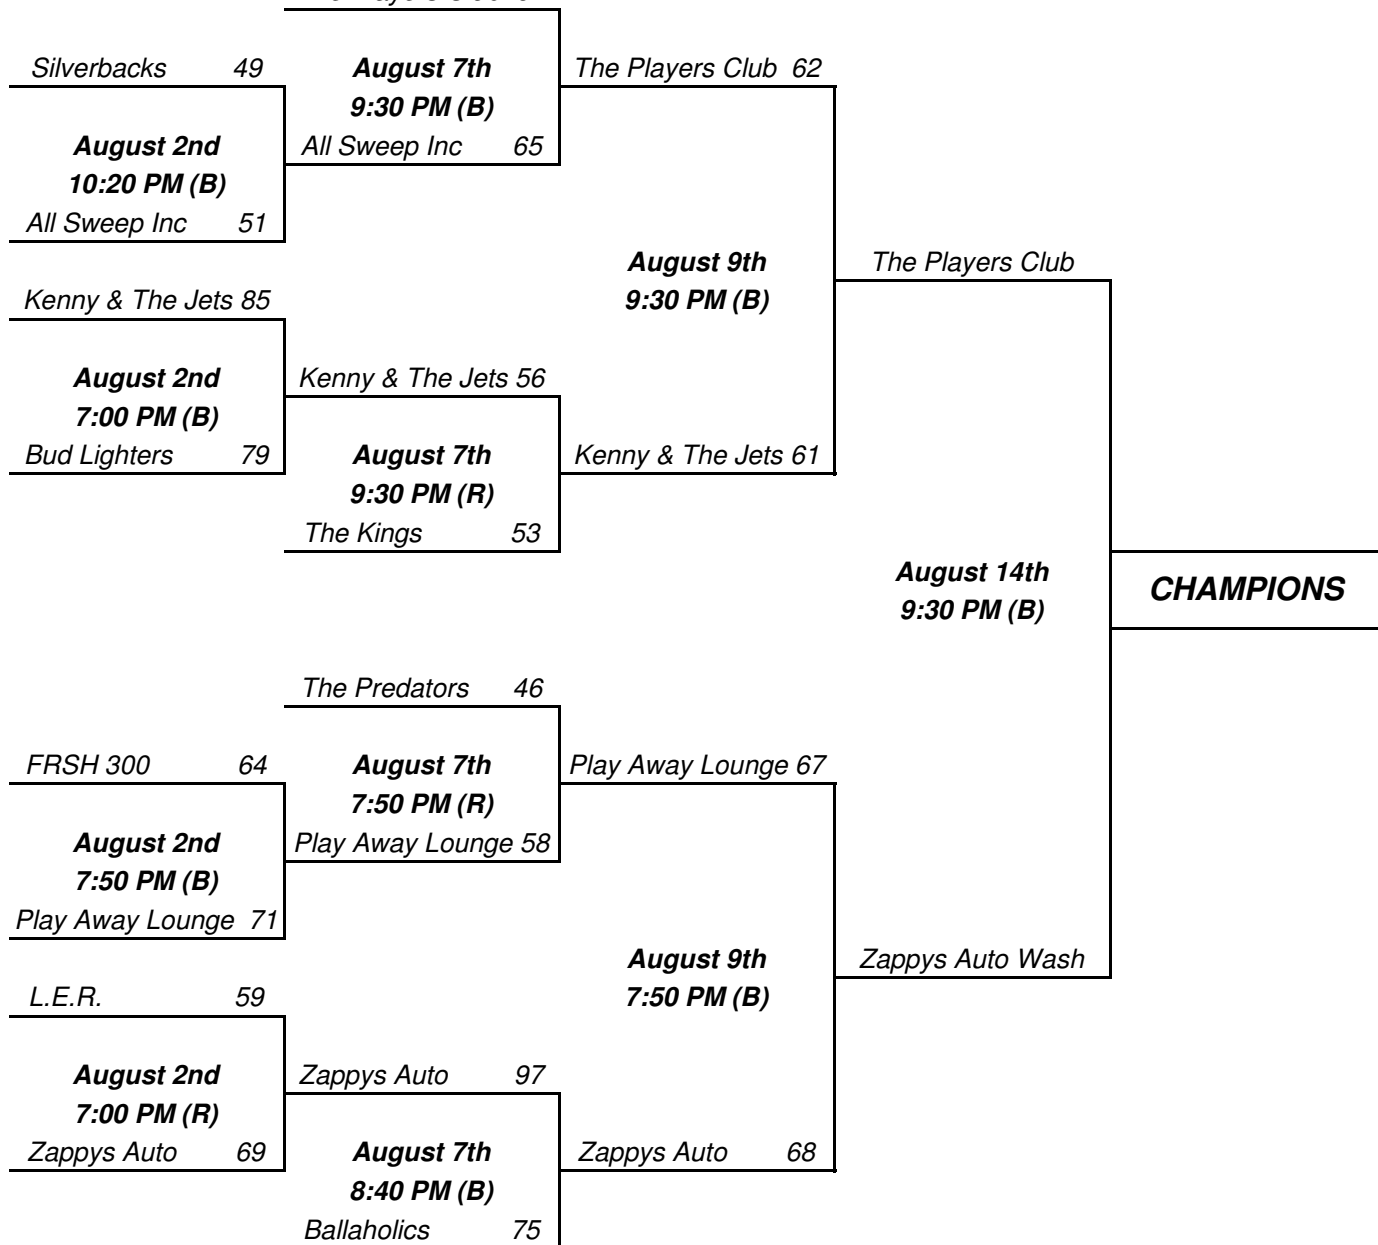 Silverbacks 49
August 7th
The Players Club 62
9:30 PM (B)
August 2nd
All Sweep Inc 65
10:20 PM (B)
All Sweep Inc 51
August 9th
The Players Club
Kenny & The Jets 85
9:30 PM (B)
August 2nd
Kenny & The Jets 56
7:00 PM (B)
Bud Lighters 79
August 7th
Kenny & The Jets 61
9:30 PM (R)
The Kings 53
August 14th
CHAMPIONS
9:30 PM (B)
The Predators 46
FRSH 300 64
August 7th
Play Away Lounge 67
7:50 PM (R)
August 2nd
Play Away Lounge 58
7:50 PM (B)
Play Away Lounge 71
August 9th
Zappys Auto Wash
L.E.R. 59
7:50 PM (B)
August 2nd
Zappys Auto 97
7:00 PM (R)
Zappys Auto 69
August 7th
Zappys Auto 68
8:40 PM (B)
Ballaholics 75